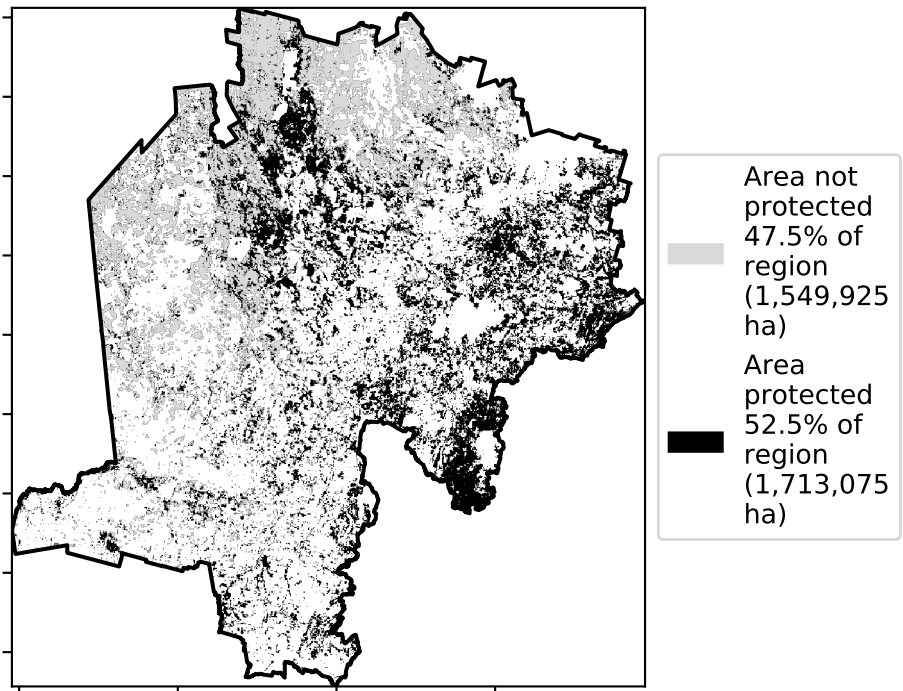 Area not
protected
47.5% of
region
(1,549,925
ha)
Area
protected
52.5% of
region
(1,713,075
ha)